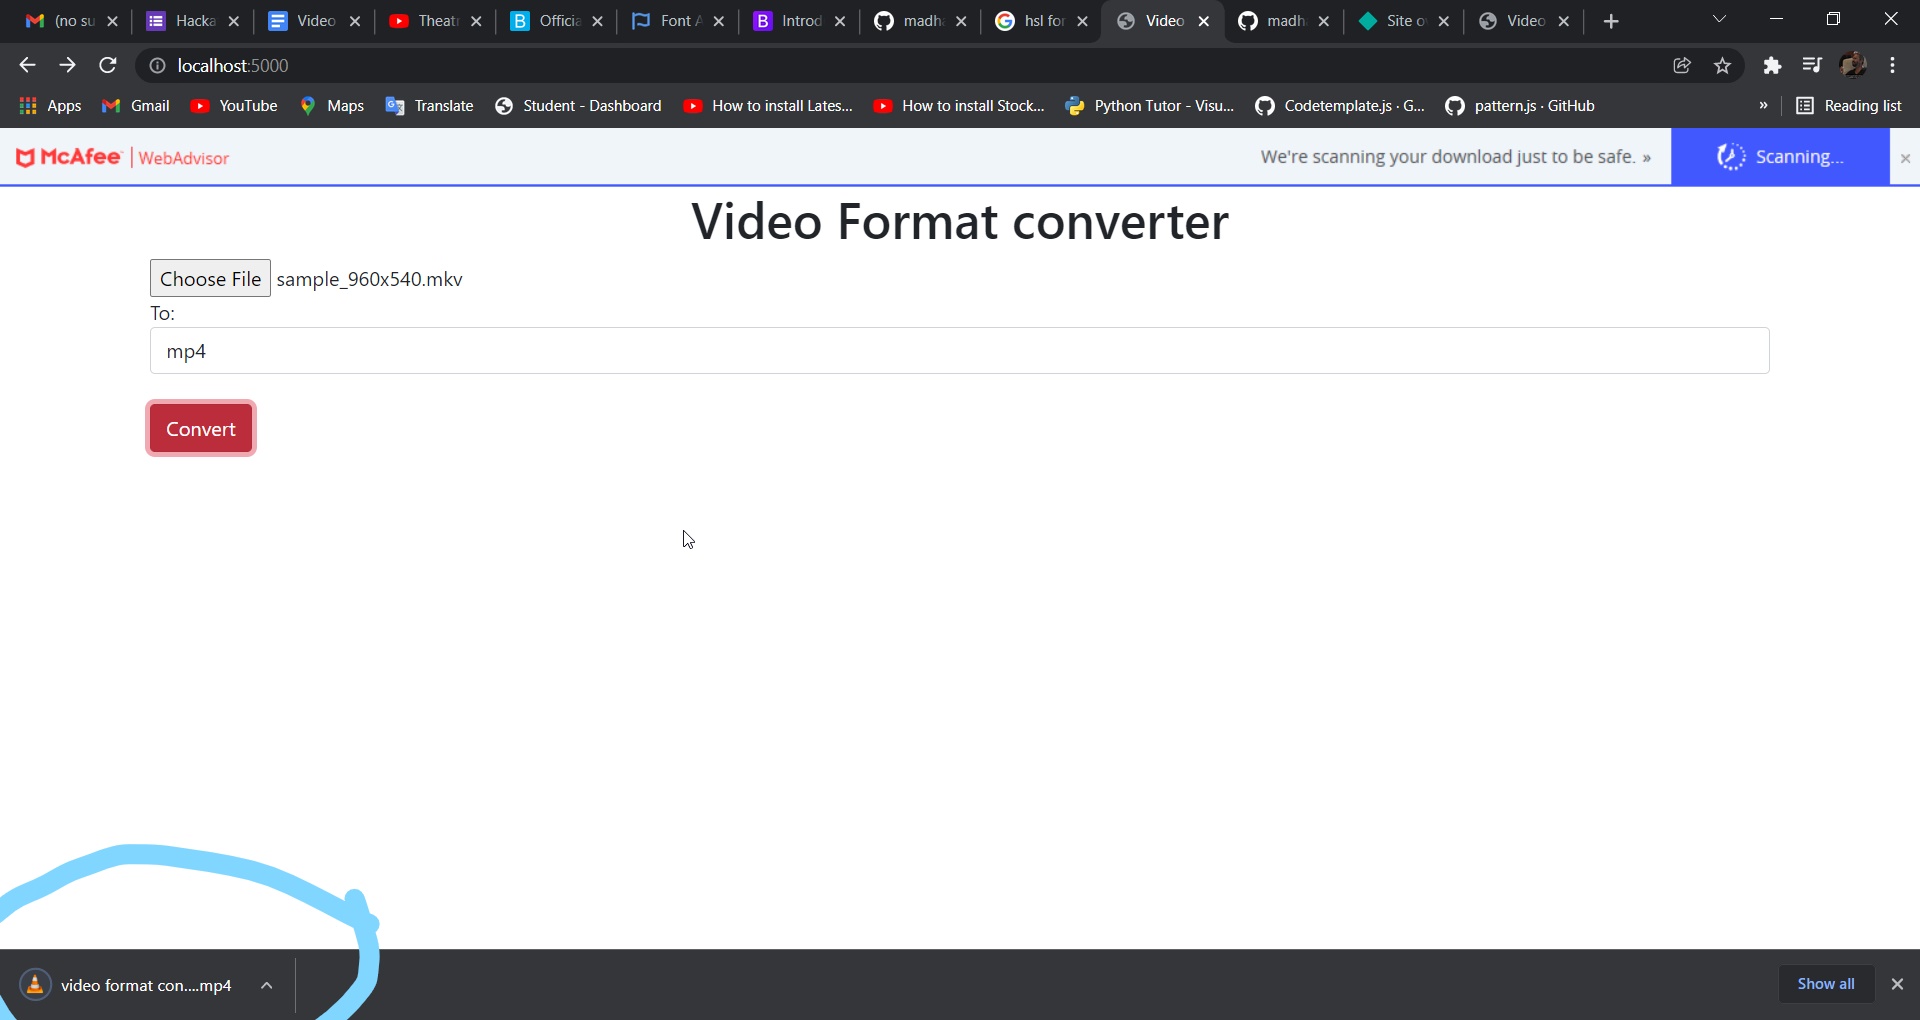 (no su Hacka Video Theatr Officia Font A Introd madh hsl for Video madh Site o Video
localhost:5000
Apps Gmail YouTube Maps Translate Student - Dashboard How to install Lates... How to install Stock... Python Tutor - Visu... Codetemplate.js · G... pattern.js · GitHub » Reading list
McAfee WebAdvisor We're scanning your download just to be safe. » Scanning...
Video Format converter
Choose File sample_960x540.mkv
To:
mp4
Convert
video format con....mp4 Show all